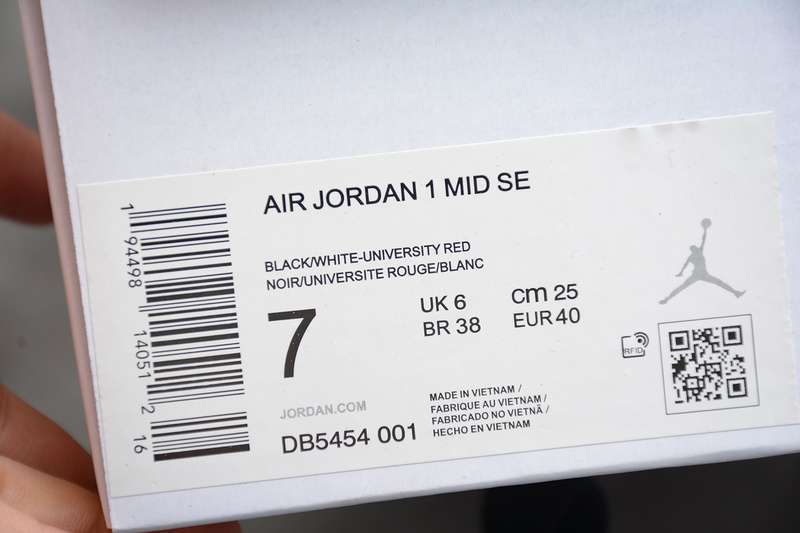 AIR JORDAN 1 MID SE
BLACK/WHITE-UNIVERSITY RED
NOIR/UNIVERSITE ROUGE/BLANC
7
UK 6
BR 38
cm 25
EUR 40
RFID
JORDAN.COM
DB5454 001
MADE IN VIETNAM /
FABRIQUE AU VIETNAM /
FABRICADO NO VIETNÃ /
HECHO EN VIETNAM
1 94498 14051 2 16